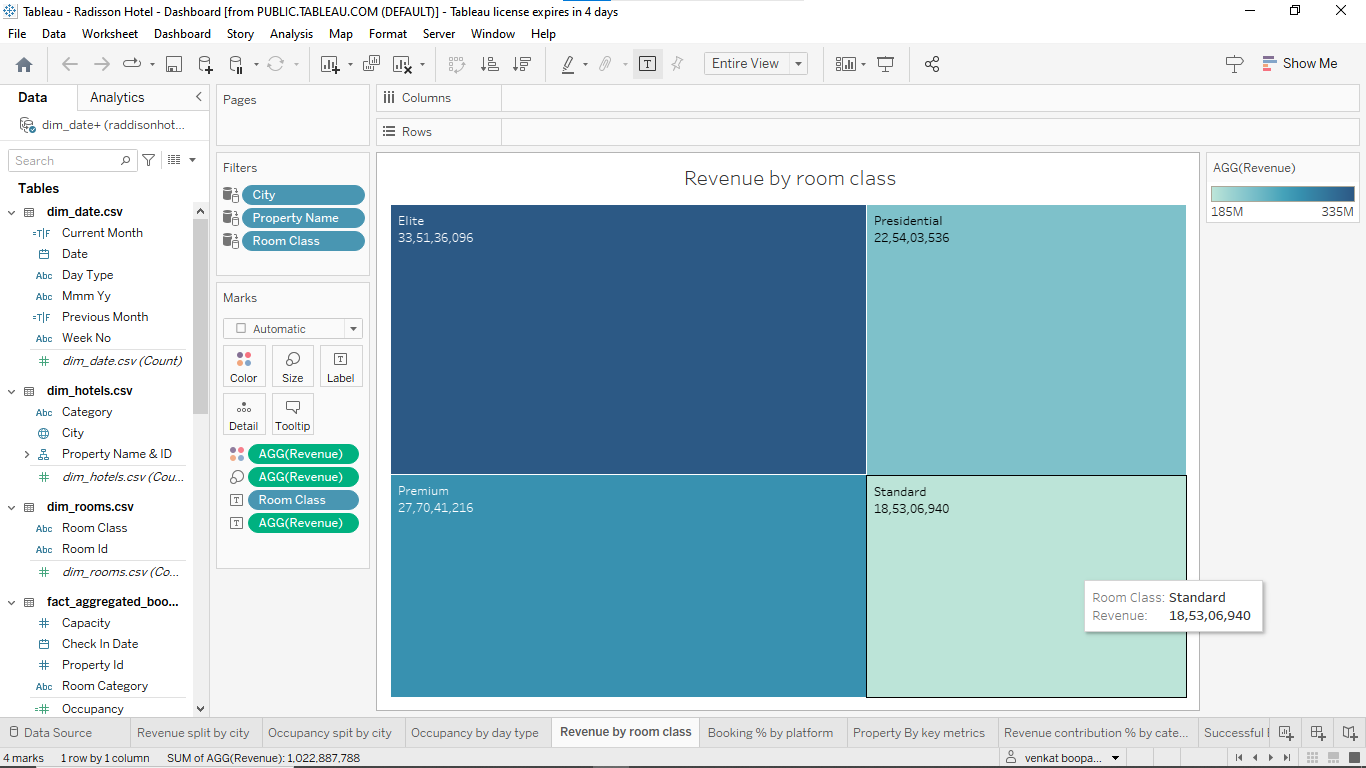 Tableau - Radisson Hotel - Dashboard [from PUBLIC.TABLEAU.COM (DEFAULT)] - Tableau license expires in 4 days
File Data Worksheet Dashboard Story Analysis Map Format Server Window Help
Entire View
Show Me
Data Analytics
dim_date+ (raddisonhot...
Search
Tables
dim_date.csv
=T|F Current Month
Date
Abc Day Type
Abc Mmm Yy
=T|F Previous Month
Abc Week No
# dim_date.csv (Count)
dim_hotels.csv
Abc Category
City
Property Name & ID
# dim_hotels.csv (Cou...
dim_rooms.csv
Abc Room Class
Abc Room Id
# dim_rooms.csv (Co...
fact_aggregated_boo...
# Capacity
Check In Date
# Property Id
Abc Room Category
=# Occupancy
Pages
Filters
City
Property Name
Room Class
Marks
Automatic
Color Size T Label
Detail Tooltip
AGG(Revenue)
AGG(Revenue)
T Room Class
T AGG(Revenue)
Columns
Rows
Revenue by room class
Elite
33,51,36,096
Presidential
22,54,03,536
Premium
27,70,41,216
Standard
18,53,06,940
Room Class: Standard
Revenue: 18,53,06,940
AGG(Revenue)
185M 335M
Data Source Revenue split by city Occupancy spit by city Occupancy by day type Revenue by room class Booking % by platform Property By key metrics Revenue contribution % by cate... Successful
4 marks 1 row by 1 column SUM of AGG(Revenue): 1,022,887,788 venkat boopa...